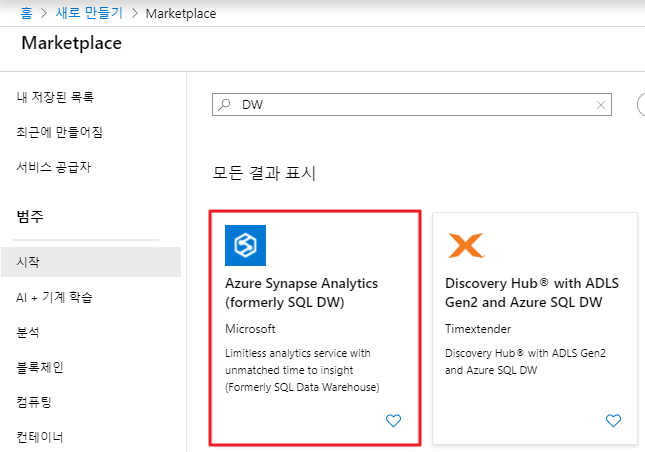 홈 > 새로 만들기 > Marketplace
Marketplace
내 저장된 목록
최근에 만들어짐
서비스 공급자
범주
시작
AI + 기계 학습
분석
블록체인
컴퓨팅
컨테이너
DW
모든 결과 표시
Azure Synapse Analytics
(formerly SQL DW)
Microsoft
Limitless analytics service with
unmatched time to insight
(Formerly SQL Data Warehouse)
Discovery Hub® with ADLS
Gen2 and Azure SQL DW
Timextender
Discovery Hub® with ADLS Gen2
and Azure SQL DW